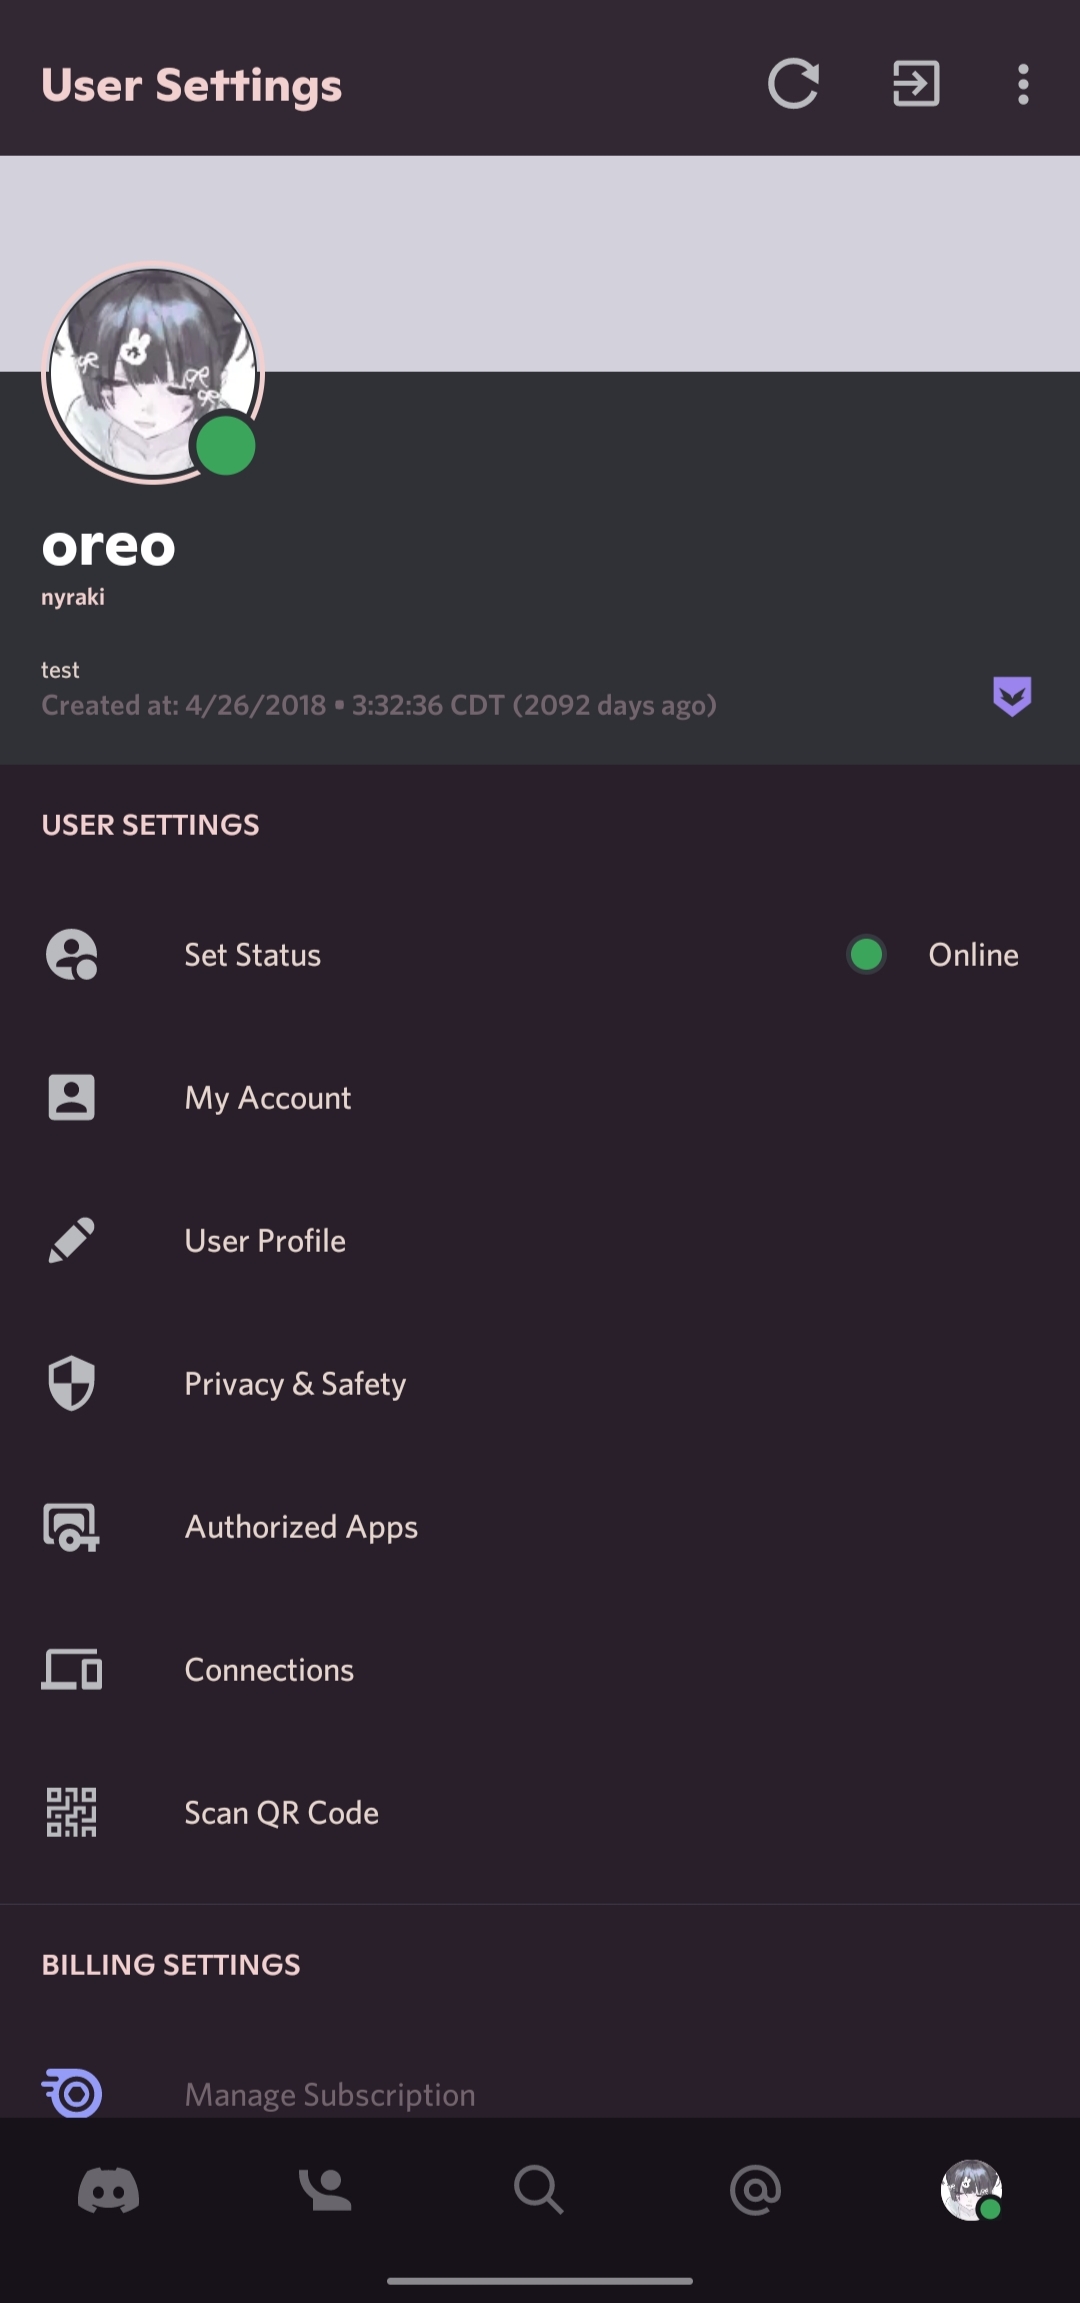 User Settings
oreo
nyraki
test
Created at: 4/26/2018 • 3:32:36 CDT (2092 days ago)
USER SETTINGS
Set Status
Online
My Account
User Profile
Privacy & Safety
Authorized Apps
Connections
Scan QR Code
BILLING SETTINGS
Manage Subscription